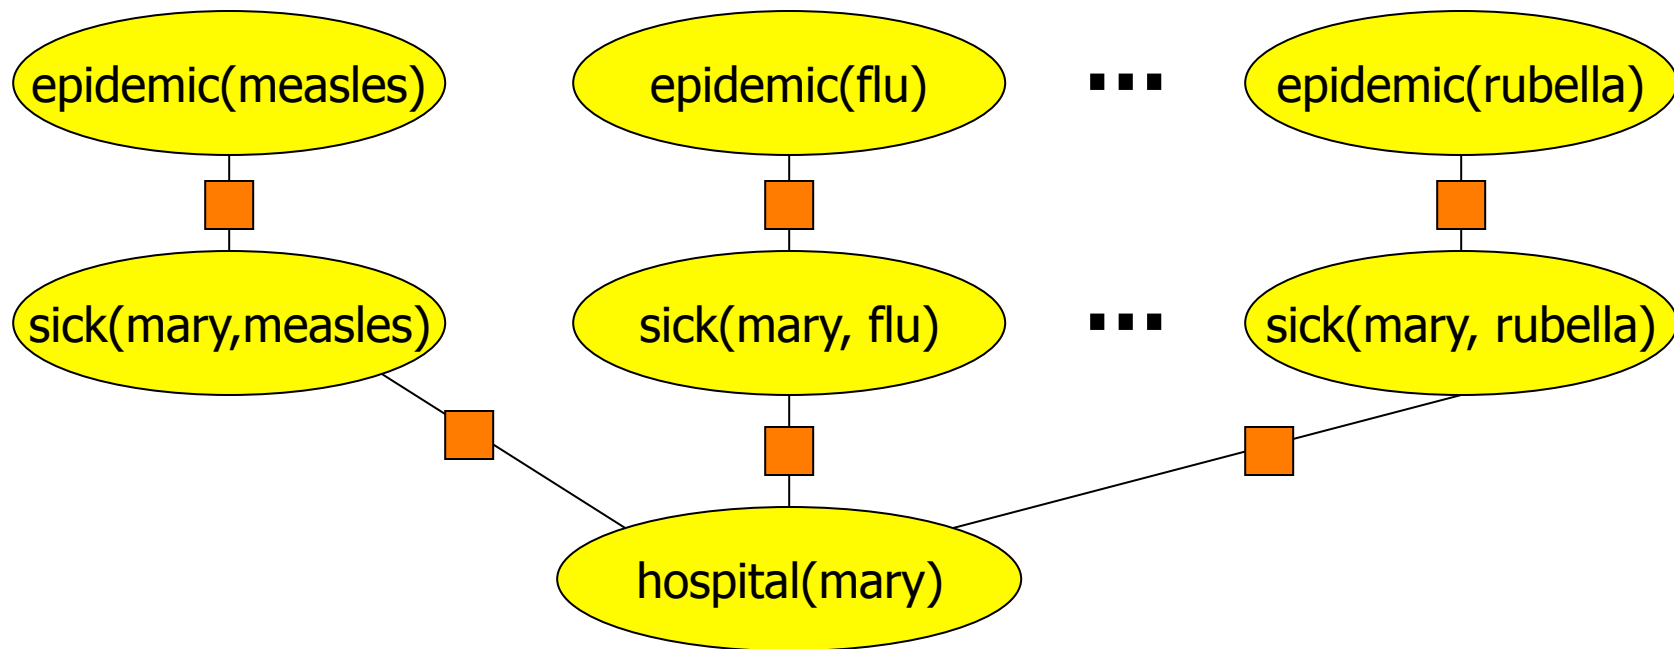 epidemic(measles)
epidemic(flu)
...
epidemic(rubella)
sick(mary,measles)
sick(mary, flu)
...
sick(mary, rubella)
hospital(mary)